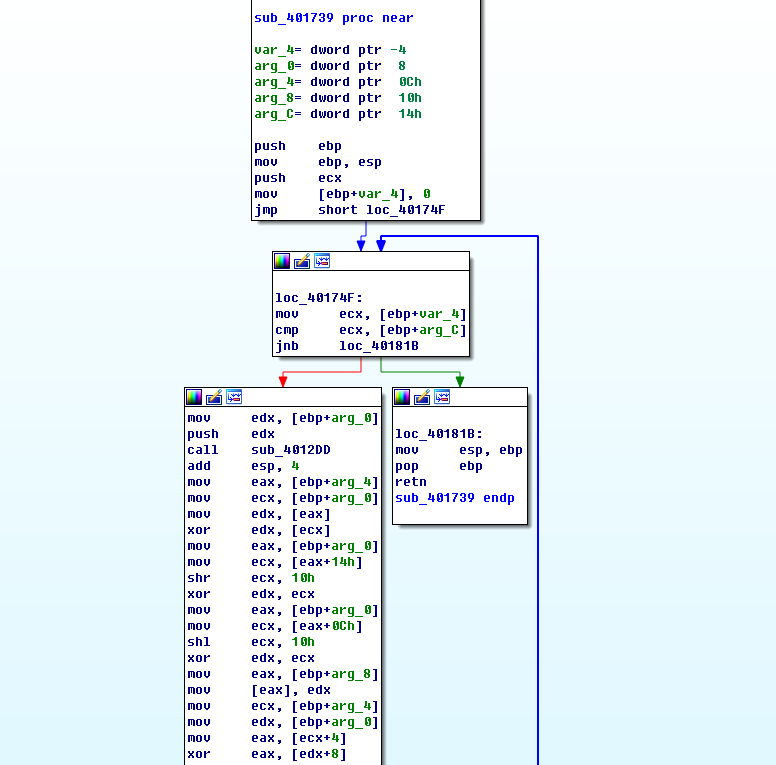 sub_401739 proc near
var_4= dword ptr -4
arg_0= dword ptr  8
arg_4= dword ptr  0Ch
arg_8= dword ptr  10h
arg_C= dword ptr  14h
push    ebp
mov     ebp, esp
push    ecx
mov     [ebp+var_4], 0
jmp     short loc_40174F
loc_40174F:
mov     ecx, [ebp+var_4]
cmp     ecx, [ebp+arg_C]
jnb     loc_40181B
mov     edx, [ebp+arg_0]
push    edx
call    sub_4012DD
add     esp, 4
mov     eax, [ebp+arg_4]
mov     ecx, [ebp+arg_0]
mov     edx, [eax]
xor     edx, [ecx]
mov     eax, [ebp+arg_0]
mov     ecx, [eax+14h]
shr     ecx, 10h
xor     edx, ecx
mov     eax, [ebp+arg_0]
mov     ecx, [eax+0Ch]
shl     ecx, 10h
xor     edx, ecx
mov     eax, [ebp+arg_8]
mov     [eax], edx
mov     ecx, [ebp+arg_4]
mov     edx, [ebp+arg_0]
mov     eax, [ecx+4]
xor     eax, [edx+8]
loc_40181B:
mov     esp, ebp
pop     ebp
retn
sub_401739 endp